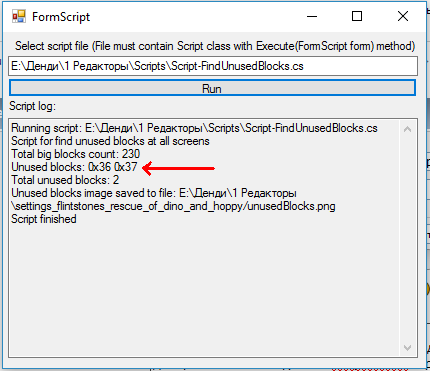 FormScript
Select script file (File must contain Script class with Execute(FormScript form) method)
E:\Денди\1 Редакторы\Scripts\Script-FindUnusedBlocks.cs
Run
Script log:
Running script: E:\Денди\1 Редакторы\Scripts\Script-FindUnusedBlocks.cs
Script for find unused blocks at all screens
Total big blocks count: 230
Unused blocks: 0x36 0x37
Total unused blocks: 2
Unused blocks image saved to file: E:\Денди\1 Редакторы
\settings_flintstones_rescue_of_dino_and_hoppy/unusedBlocks.png
Script finished